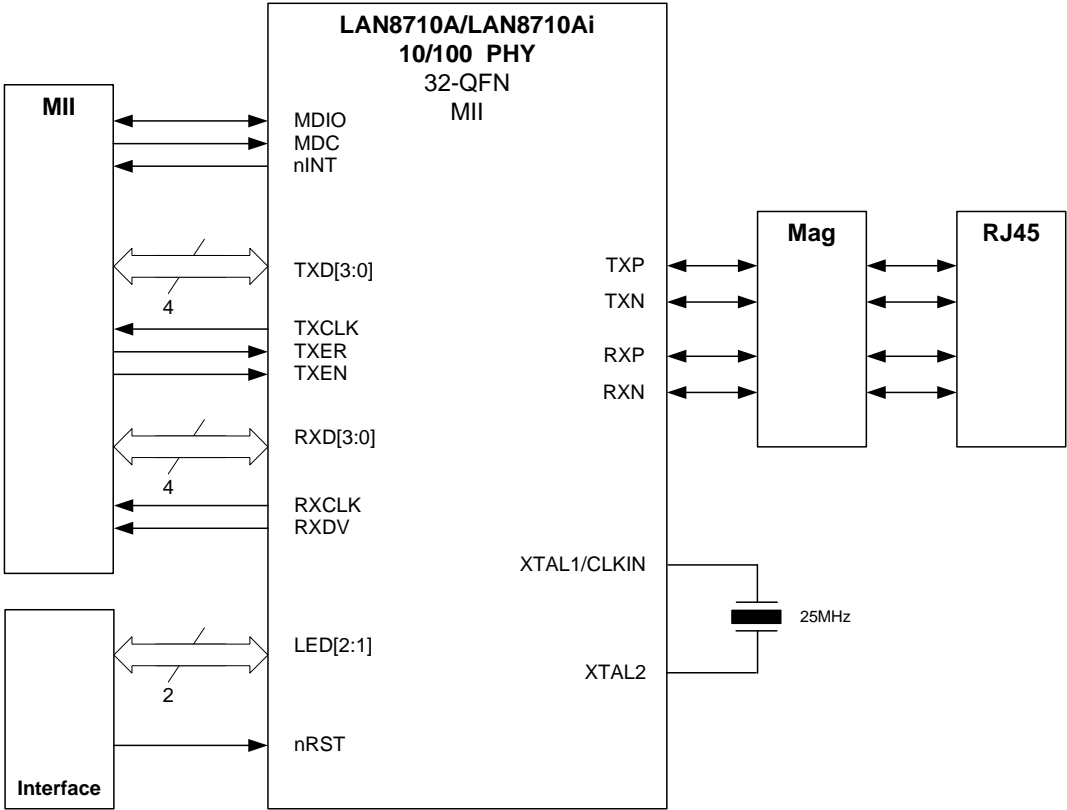 LAN8710A/LAN8710Ai
10/100 PHY
32-QFN
MII
MII
MDIO
MDC
nINT
TXD[3:0]
4
TXCLK
TXER
TXEN
RXD[3:0]
4
RXCLK
RXDV
Mag
RJ45
TXP
TXN
RXP
RXN
XTAL1/CLKIN
25MHz
XTAL2
LED[2:1]
2
nRST
Interface